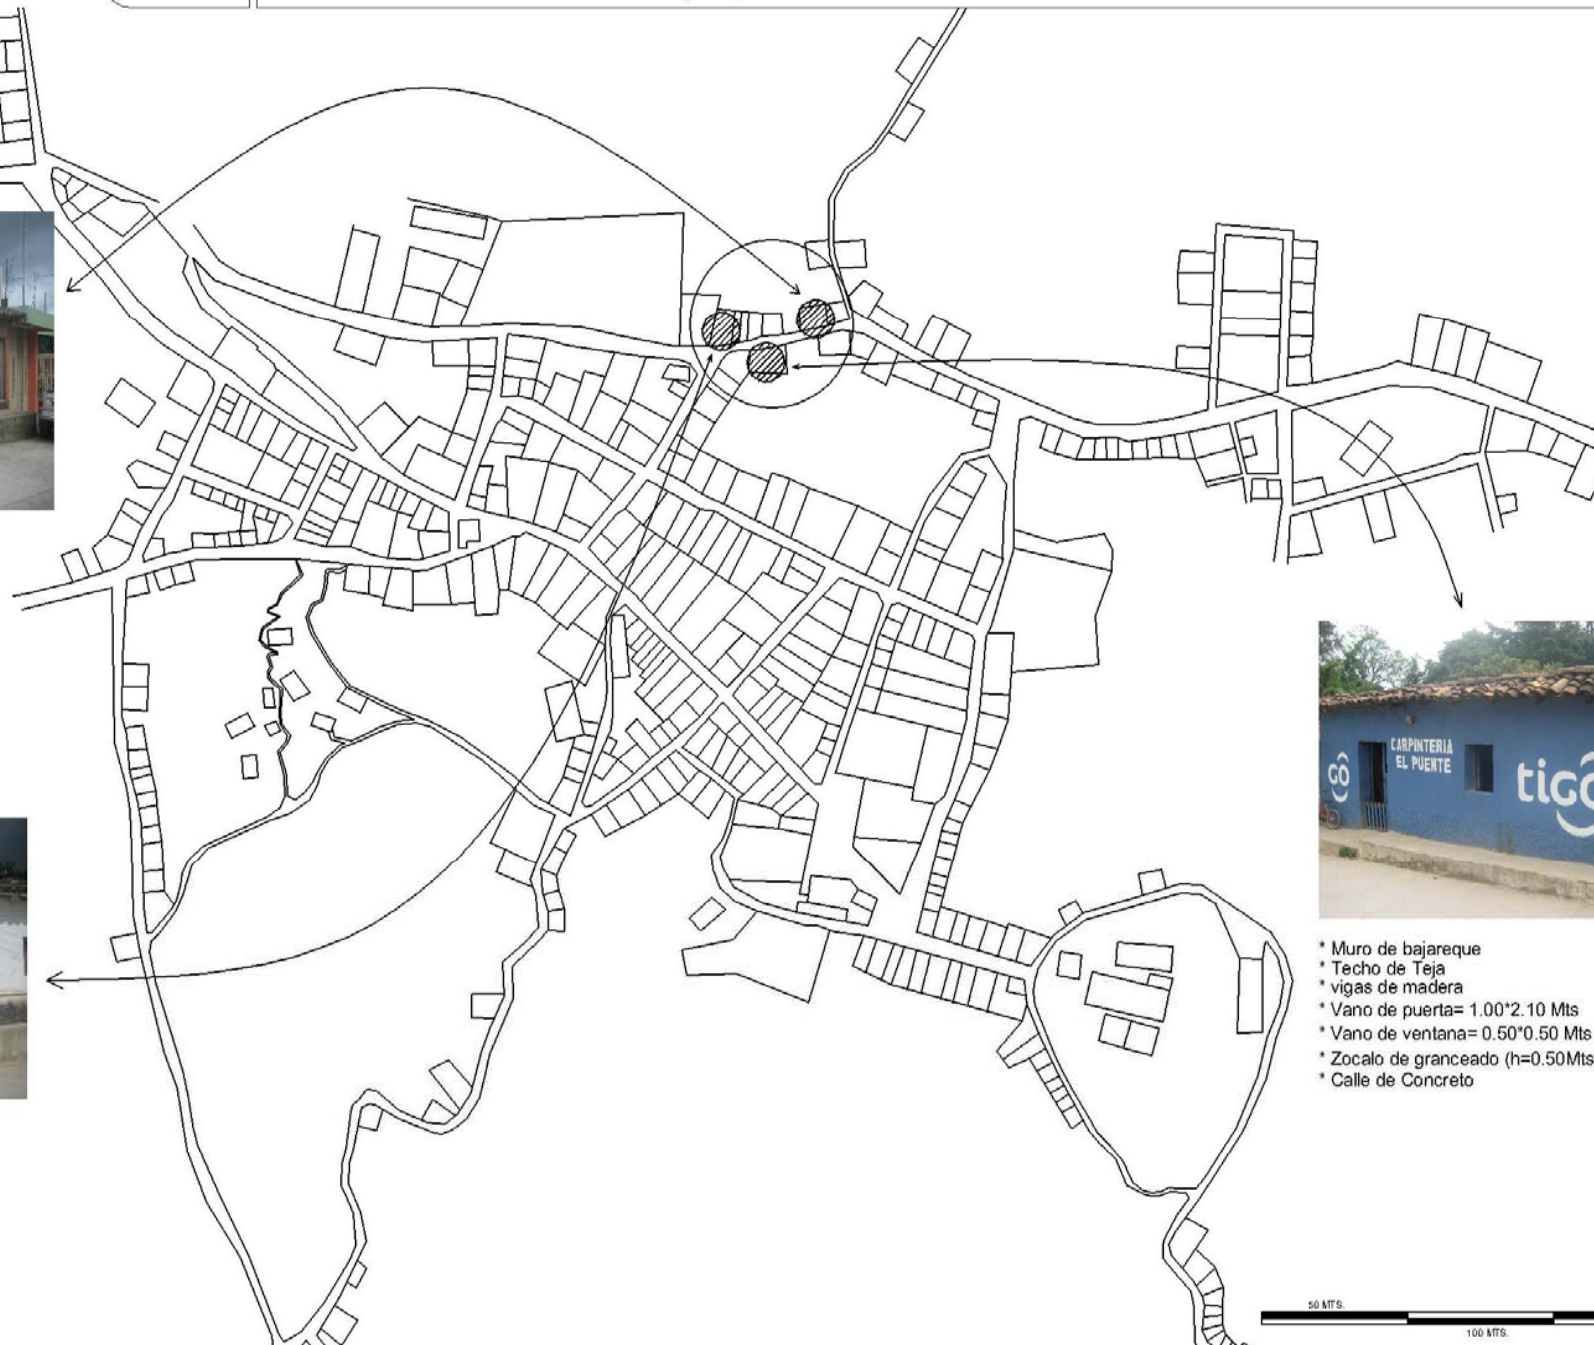 CARPINTERIA
EL PUENTE
GO
tigo
* Muro de bajareque
* Techo de Teja
* vigas de madera
* Vano de puerta= 1.00*2.10 Mts
* Vano de ventana= 0.50*0.50 Mts
* Zocalo de granceado (h=0.50Mts
* Calle de Concreto
50 MTS.
100 MTS.